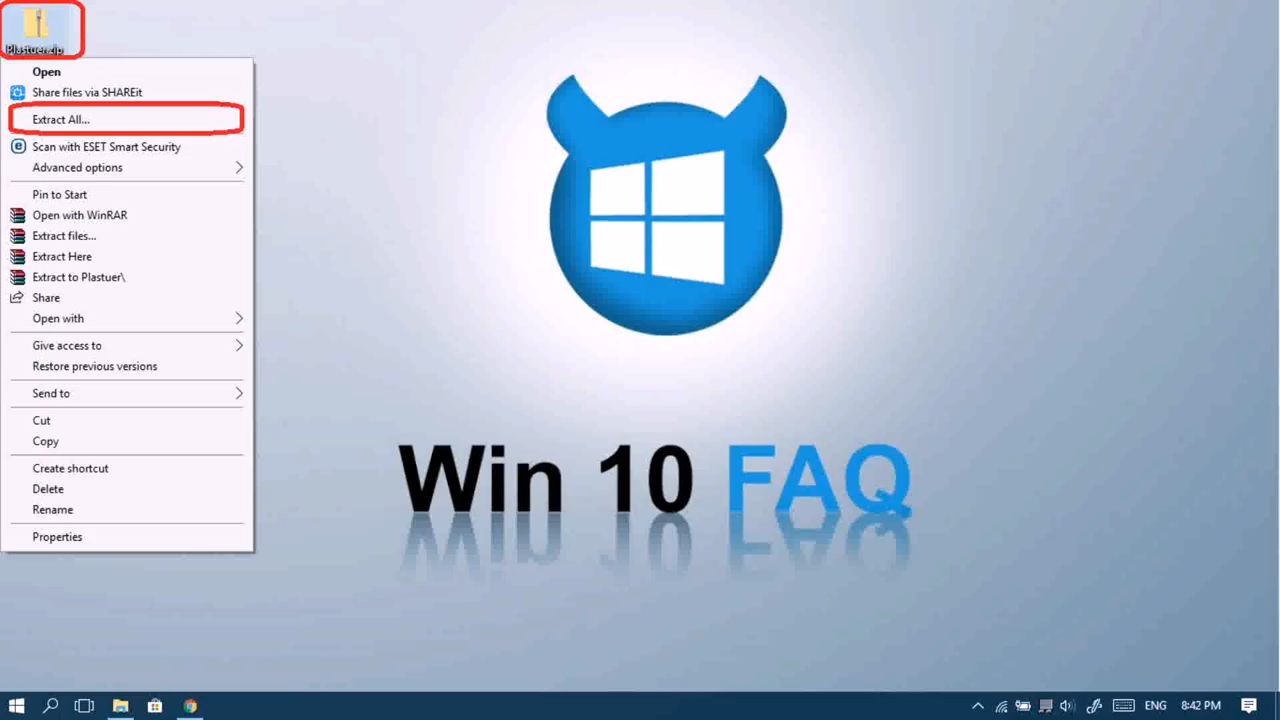 Plastuer.zip
Open
Share files via SHAREit
Extract All...
Scan with ESET Smart Security
Advanced options
Pin to Start
Open with WinRAR
Extract files...
Extract Here
Extract to Plastuer\
Share
Open with
Give access to
Restore previous versions
Send to
Cut
Copy
Create shortcut
Delete
Rename
Properties
Win 10 FAQ
ENG 8:42 PM